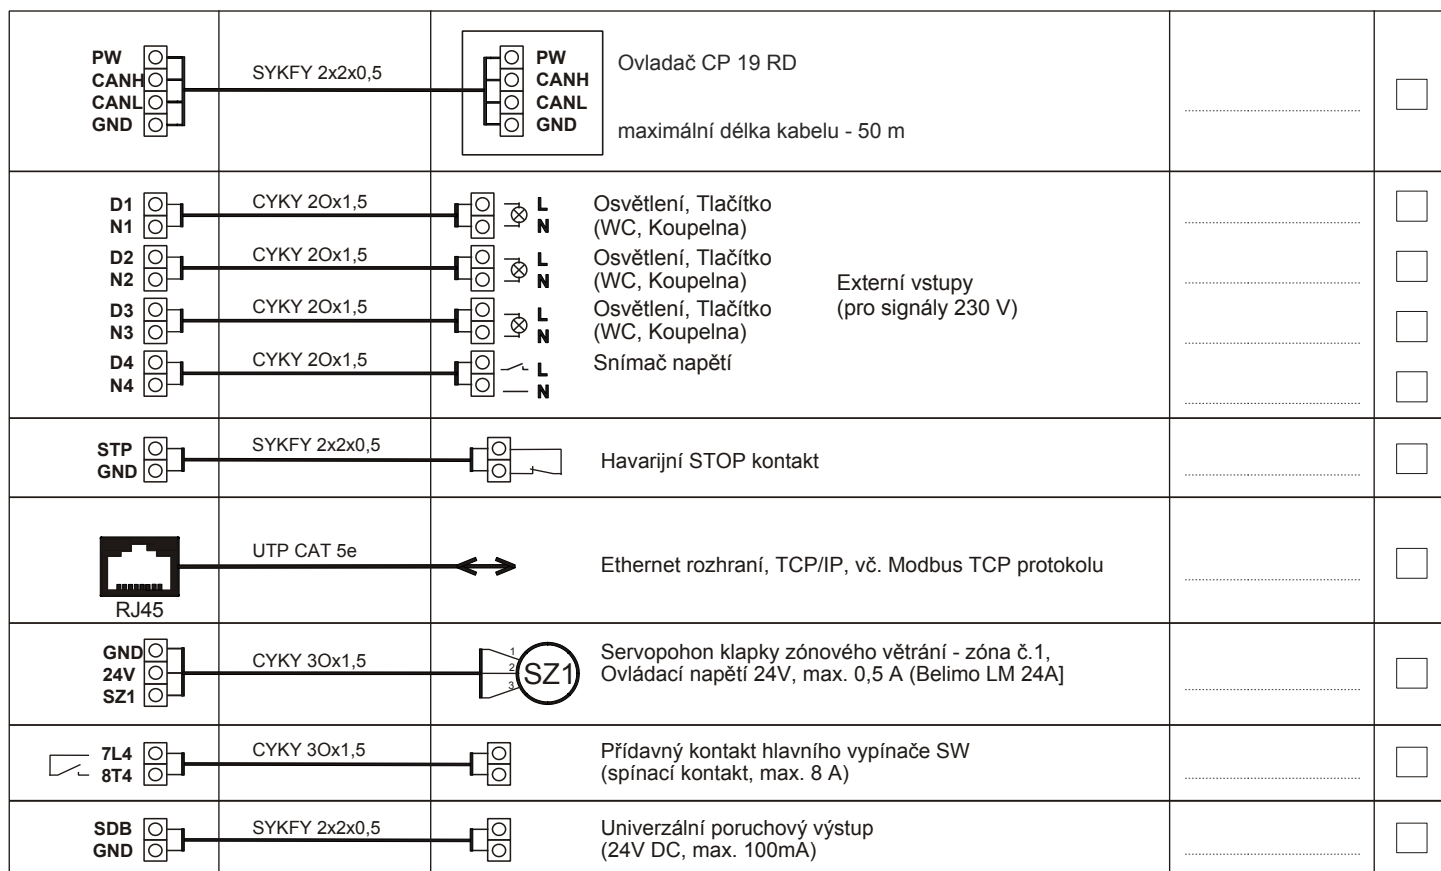 PW
CANH
CANL
GND
SYKFY 2x2x0,5
PW
CANH
CANL
GND
Ovladač CP 19 RD
maximální délka kabelu - 50 m
D1
N1
CYKY 2Ox1,5
L
N
Osvětlení, Tlačítko
(WC, Koupelna)
D2
N2
CYKY 2Ox1,5
L
N
Osvětlení, Tlačítko
(WC, Koupelna)
Externí vstupy
(pro signály 230 V)
D3
N3
CYKY 2Ox1,5
L
N
Osvětlení, Tlačítko
(WC, Koupelna)
D4
N4
CYKY 2Ox1,5
L
N
Snímač napětí
STP
GND
SYKFY 2x2x0,5
Havarijní STOP kontakt
RJ45
UTP CAT 5e
Ethernet rozhraní, TCP/IP, vč. Modbus TCP protokolu
GND
24V
SZ1
CYKY 3Ox1,5
1
2
3
SZ1
Servopohon klapky zónového větrání - zóna č.1,
Ovládací napětí 24V, max. 0,5 A (Belimo LM 24A]
7L4
8T4
CYKY 3Ox1,5
Přídavný kontakt hlavního vypínače SW
(spínací kontakt, max. 8 A)
SDB
GND
SYKFY 2x2x0,5
Univerzální poruchový výstup
(24V DC, max. 100mA)